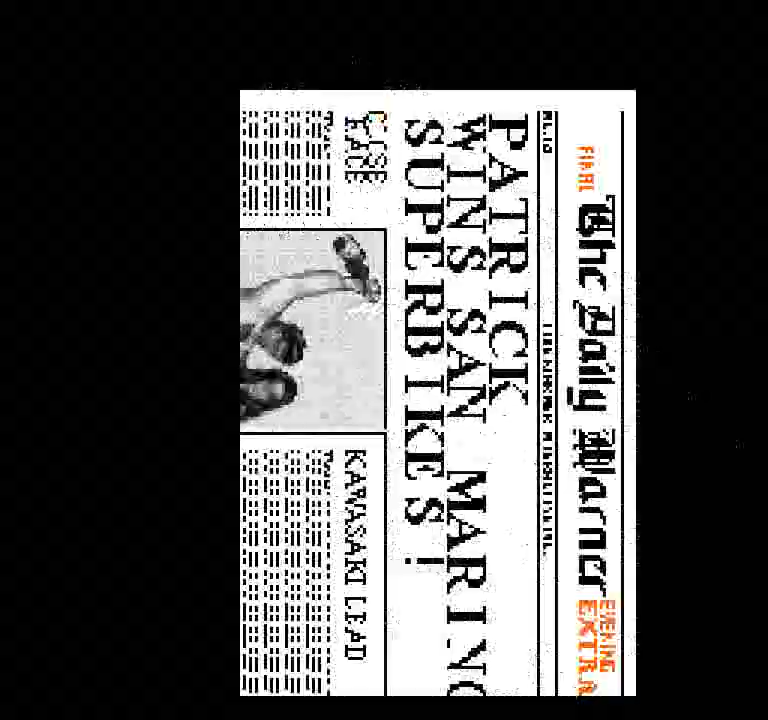 FINAL
The Daily Warner
EVENING
EXTRA
PATRICK
WINS SAN MARINO
SUPERBIKES!
CLOSE
RACE
KAWASAKI LEAD